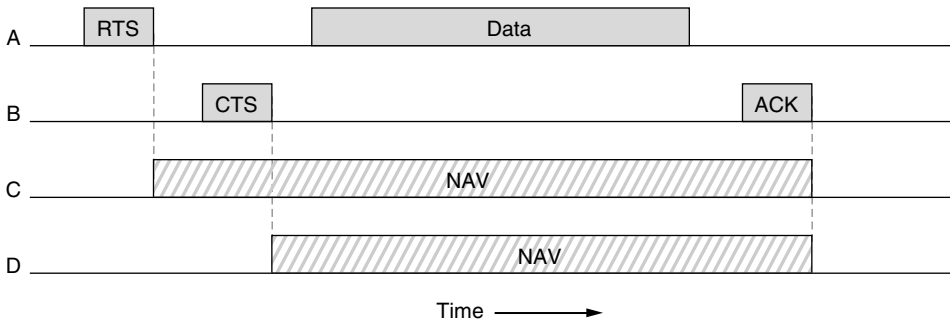 A RTS Data
B CTS ACK
C NAV
D NAV
Time